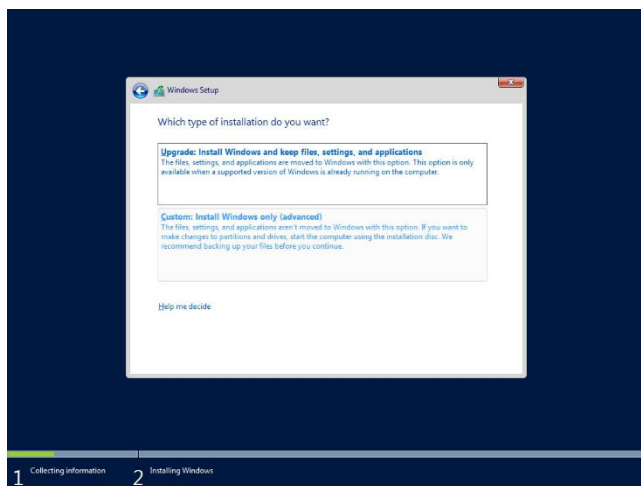 Windows Setup
Which type of installation do you want?
Upgrade: Install Windows and keep files, settings, and applications
The files, settings, and applications are moved to Windows with this option. This option is only
available when a supported version of Windows is already running on the computer.
Custom: Install Windows only (advanced)
The files, settings, and applications aren't moved to Windows with this option. If you want to
make changes to partitions and drives, start the computer using the installation disc. We
recommend backing up your files before you continue.
Help me decide
1 Collecting information
2 Installing Windows